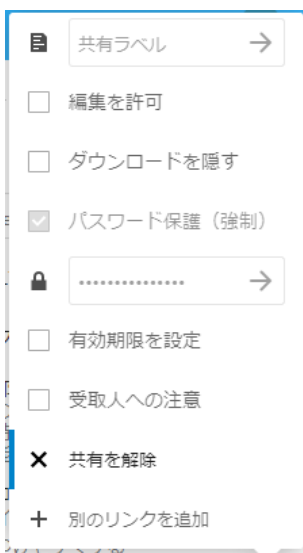 共有ラベル
編集を許可
ダウンロードを隠す
パスワード保護（強制）
有効期限を設定
受取人への注意
共有を解除
別のリンクを追加